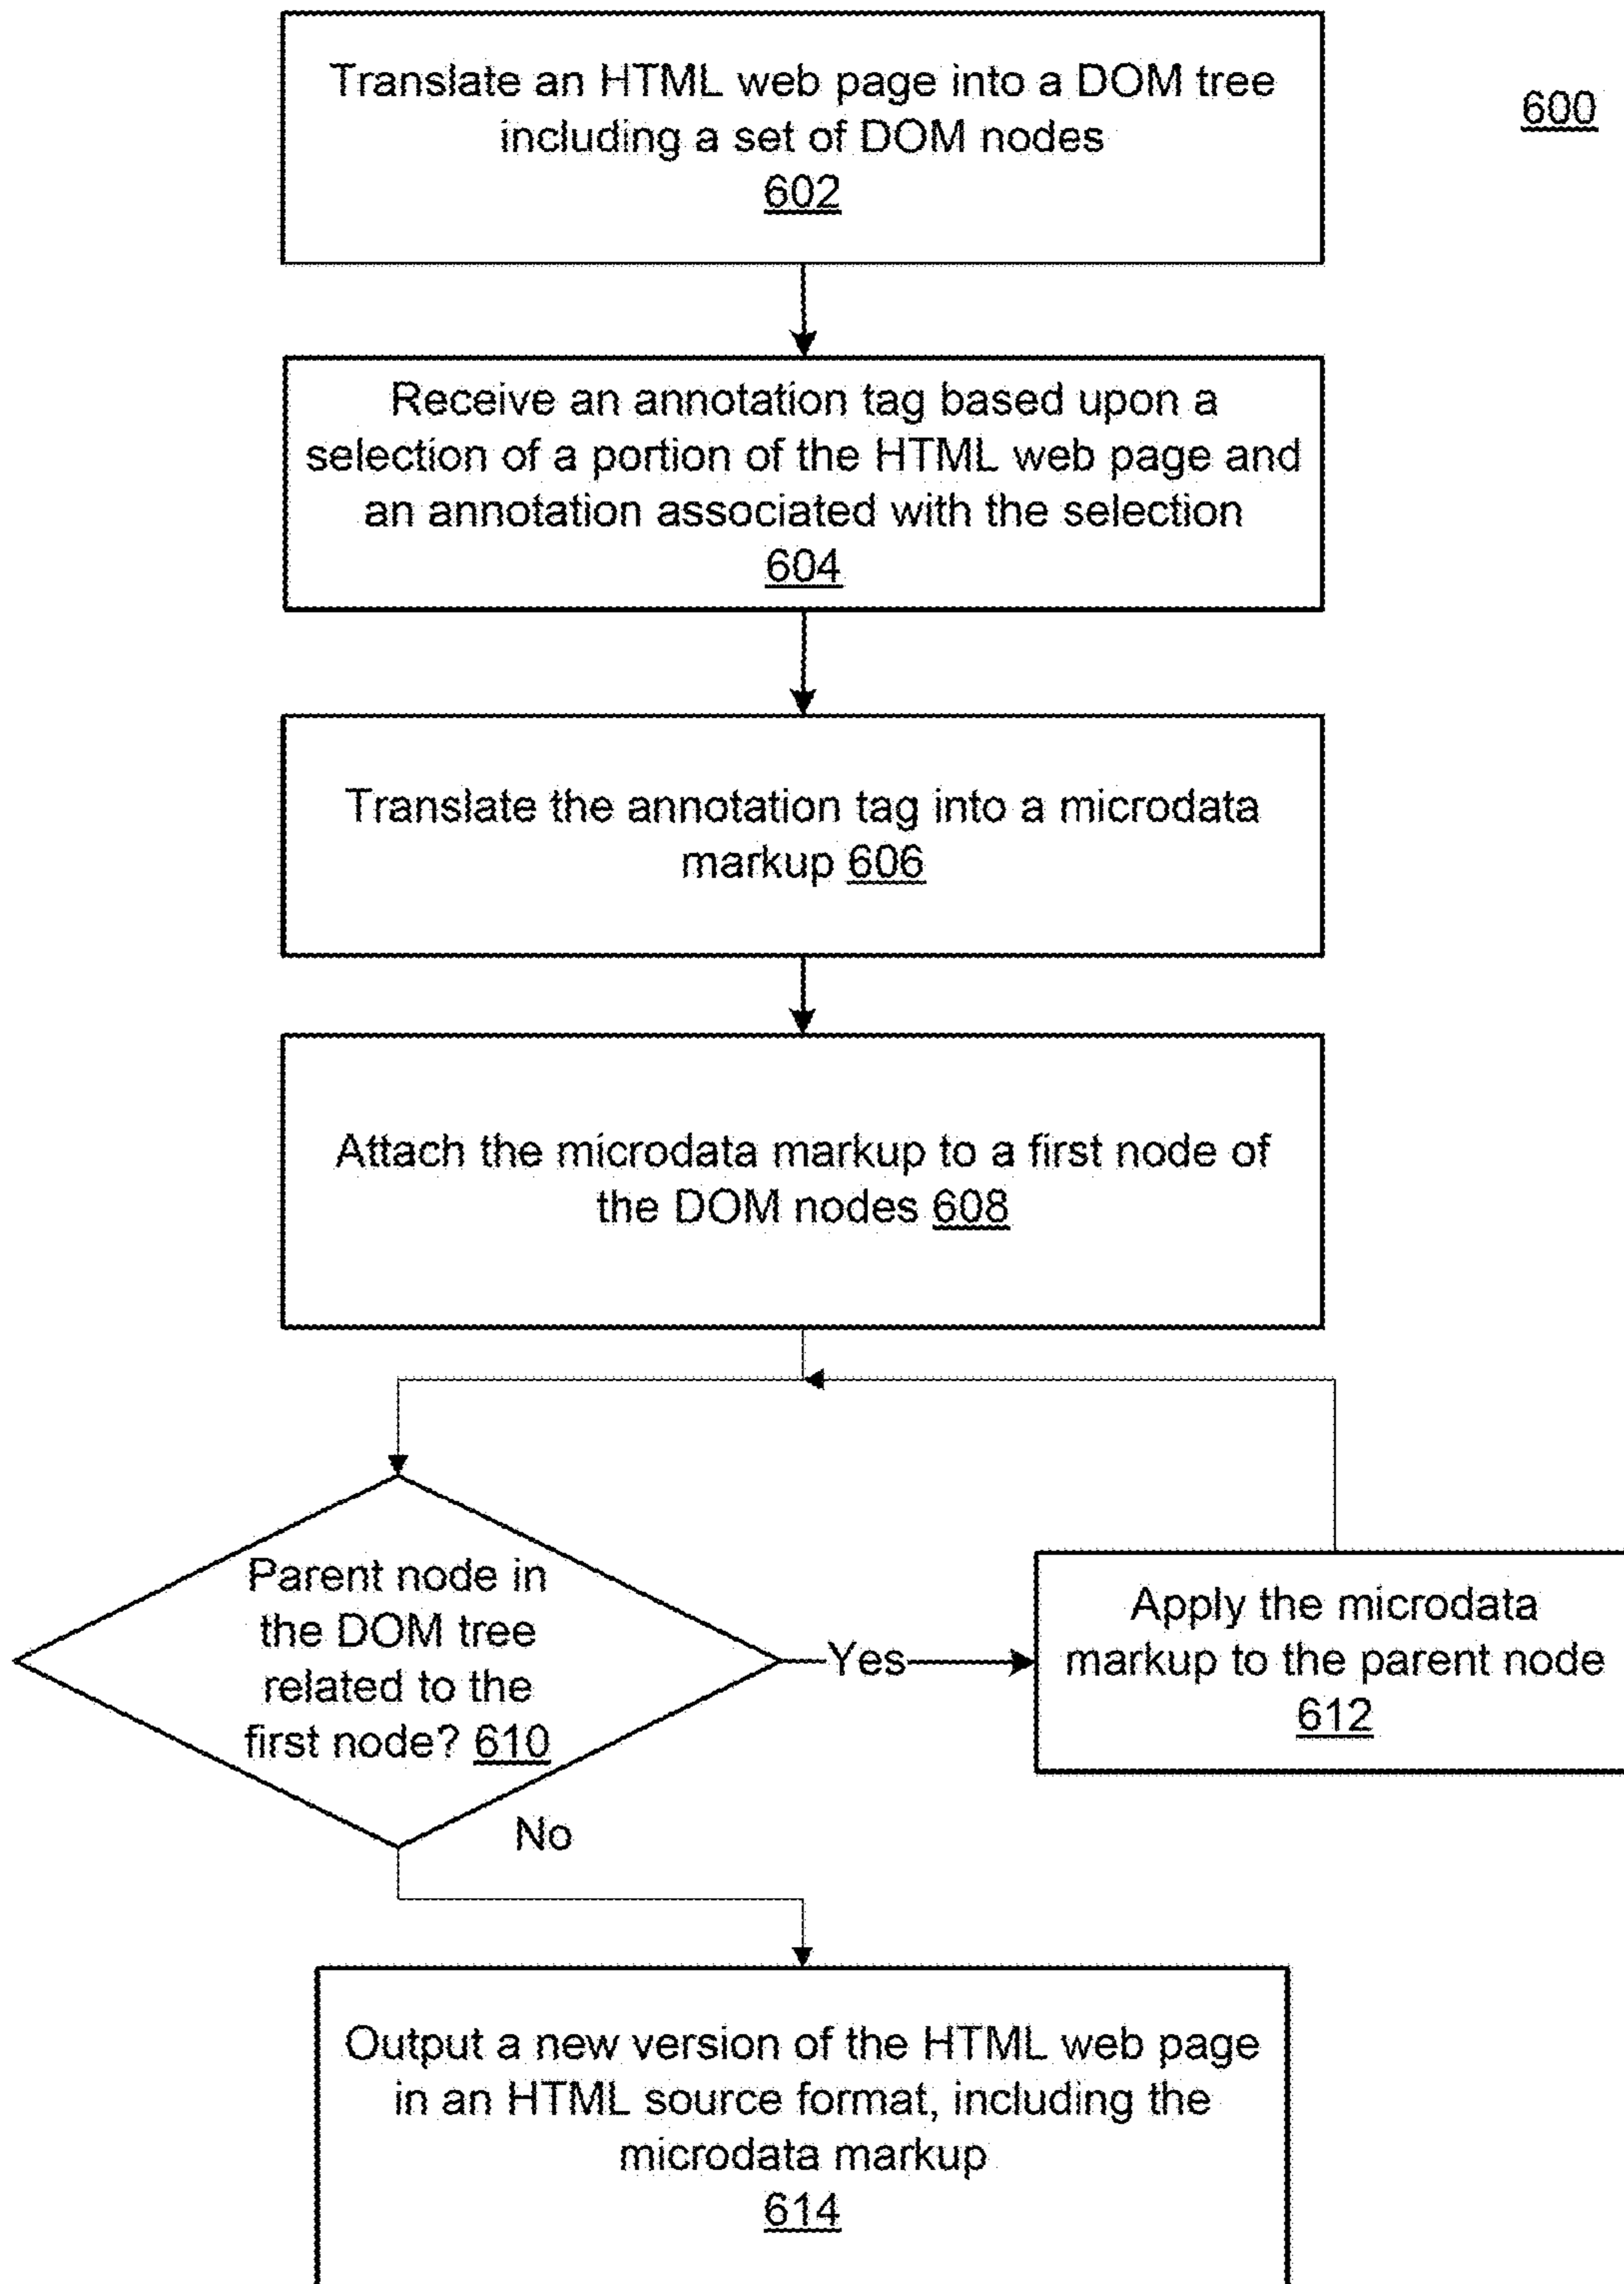 Translate an HTML web page into a DOM tree
including a set of DOM nodes
602
600
Receive an annotation tag based upon a
selection of a portion of the HTML web page and
an annotation associated with the selection
604
Translate the annotation tag into a microdata
markup 606
Attach the microdata markup to a first node of
the DOM nodes 608
Parent node in
the DOM tree
related to the
first node? 610
Yes
Apply the microdata
markup to the parent node
612
No
Output a new version of the HTML web page
in an HTML source format, including the
microdata markup
614